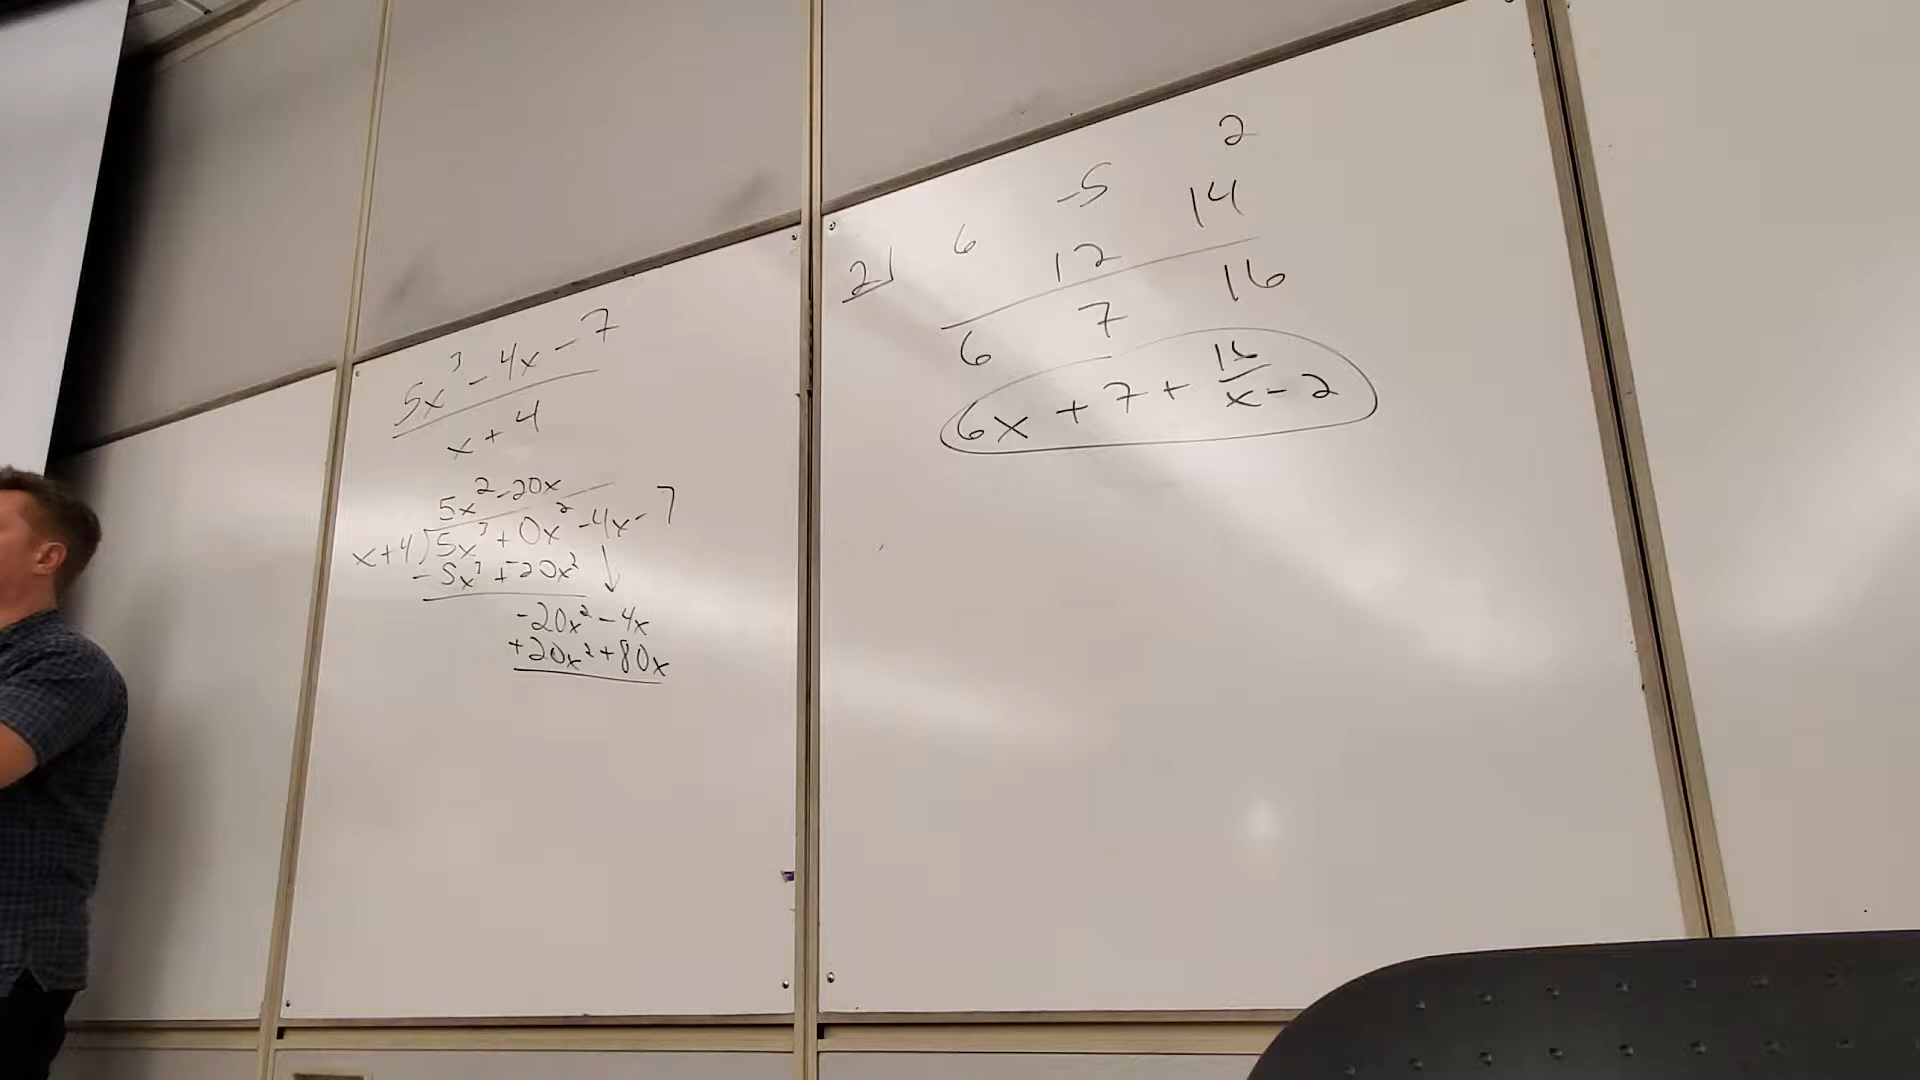 5x³ - 4x - 7
x + 4
5x² - 20x
x+4)5x³ + 0x² - 4x - 7
- 5x³ + -20x²
-20x² - 4x
+20x² + 80x
2| 6 -5 2
12 14
6 7 16
6x + 7 + 16/x - 2